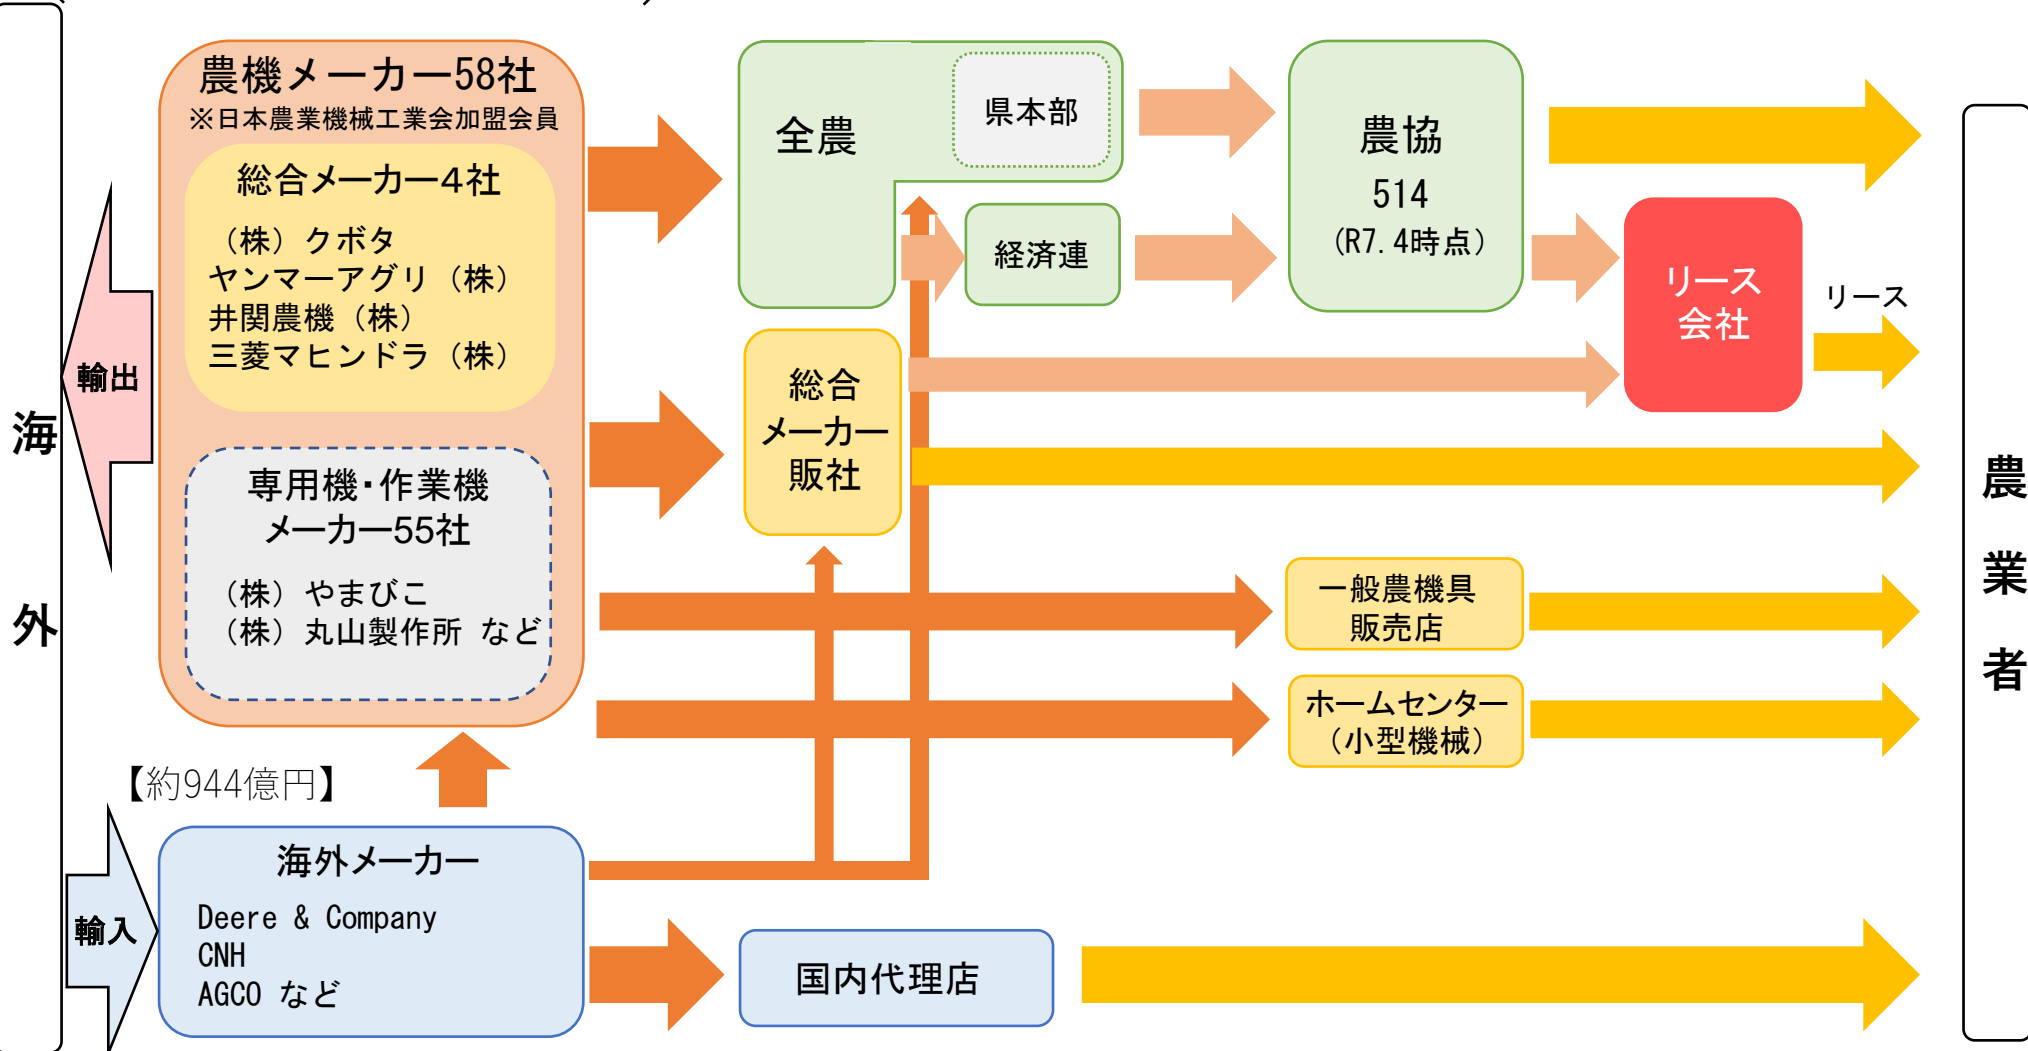 海外
農機メーカー58社
※日本農業機械工業会加盟会員
総合メーカー4社
（株）クボタ
ヤンマーアグリ（株）
井関農機（株）
三菱マヒンドラ（株）
輸出
専用機・作業機
メーカー55社
（株）やまびこ
（株）丸山製作所 など
【約944億円】
輸入
海外メーカー
Deere & Company
CNH
AGCO など
全農
県本部
経済連
農協
514
（R7.4時点）
リース
会社
リース
総合
メーカー
販社
一般農機具
販売店
ホームセンター
（小型機械）
国内代理店
農業者